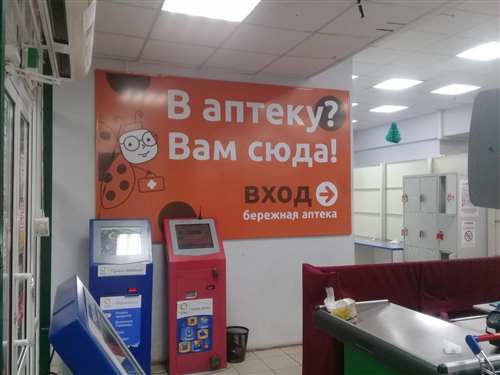 В аптеку?
Вам сюда!
вход
бережная аптека